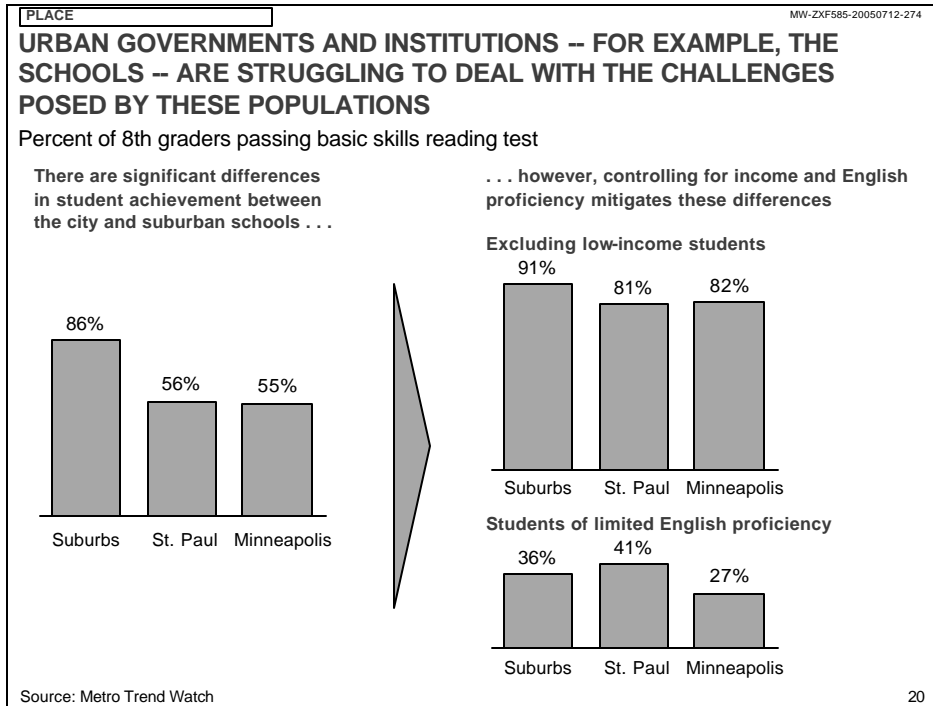 PLACE
MW-ZXF585-20050712-274
URBAN GOVERNMENTS AND INSTITUTIONS -- FOR EXAMPLE, THE
SCHOOLS -- ARE STRUGGLING TO DEAL WITH THE CHALLENGES
POSED BY THESE POPULATIONS
Percent of 8th graders passing basic skills reading test
There are significant differences
in student achievement between
the city and suburban schools . . .
86%
56%
55%
Suburbs St. Paul Minneapolis
. . . however, controlling for income and English
proficiency mitigates these differences
Excluding low-income students
91%
81%
82%
Suburbs St. Paul Minneapolis
Students of limited English proficiency
36%
41%
27%
Suburbs St. Paul Minneapolis
Source: Metro Trend Watch
20